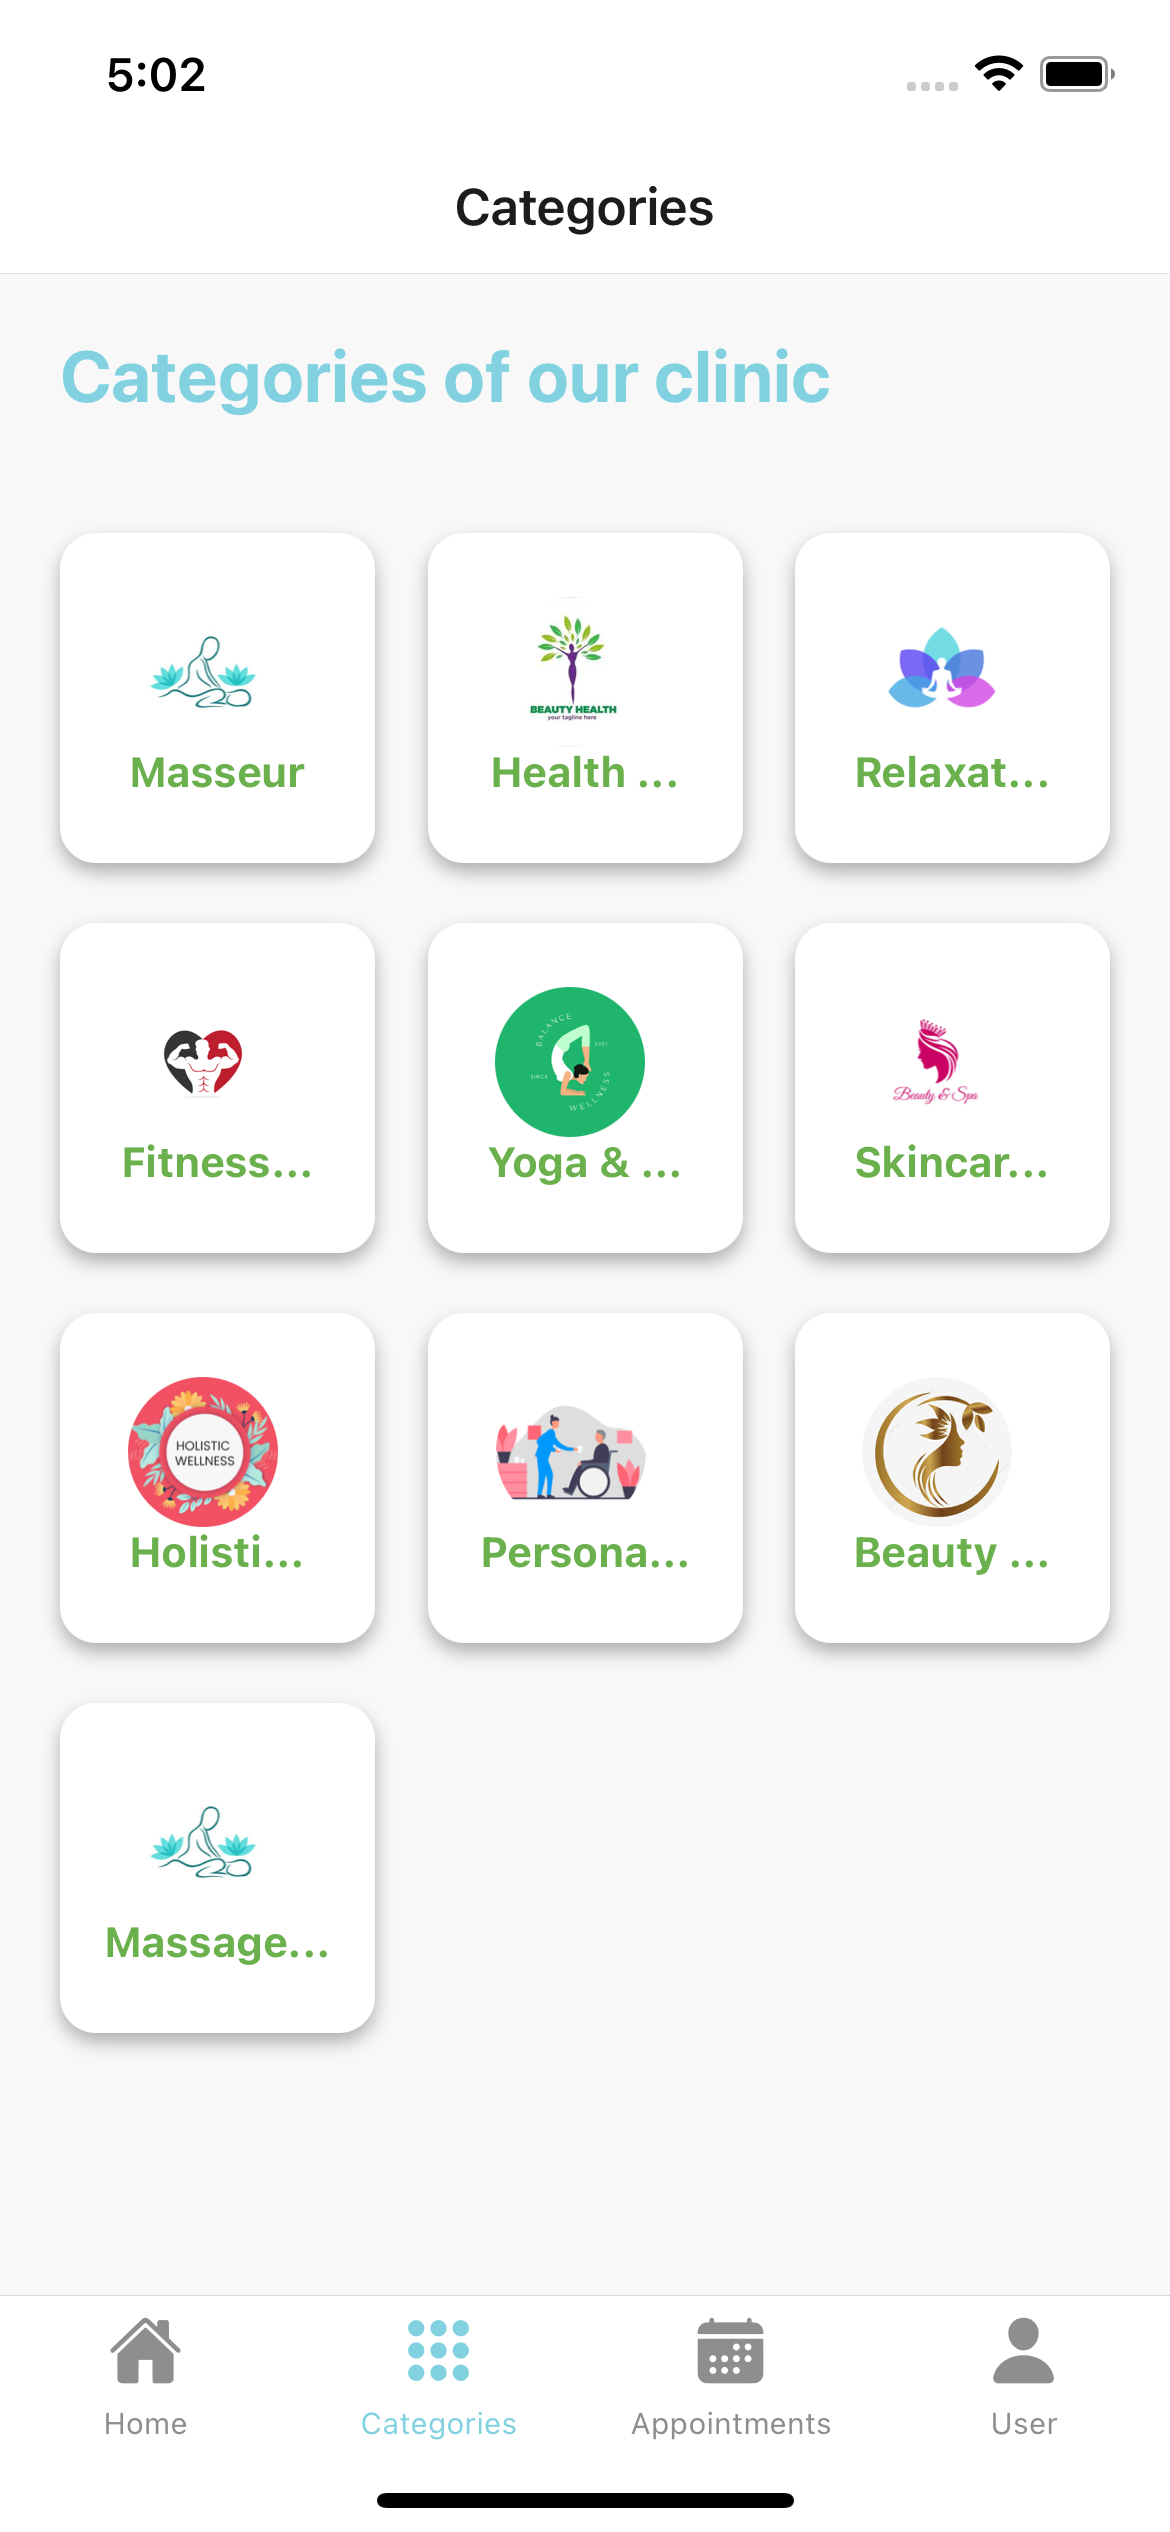 5:02
Categories
Categories of our clinic
BEAUTY HEALTH
your tagline here
Masseur
Health ...
Relaxat...
BALANCE
2021
SINCE
WELLNESS
Beauty & Spa
Fitness...
Yoga & ...
Skincar...
HOLISTIC
WELLNESS
Holisti...
Persona...
Beauty ...
Massage...
Home
Categories
Appointments
User